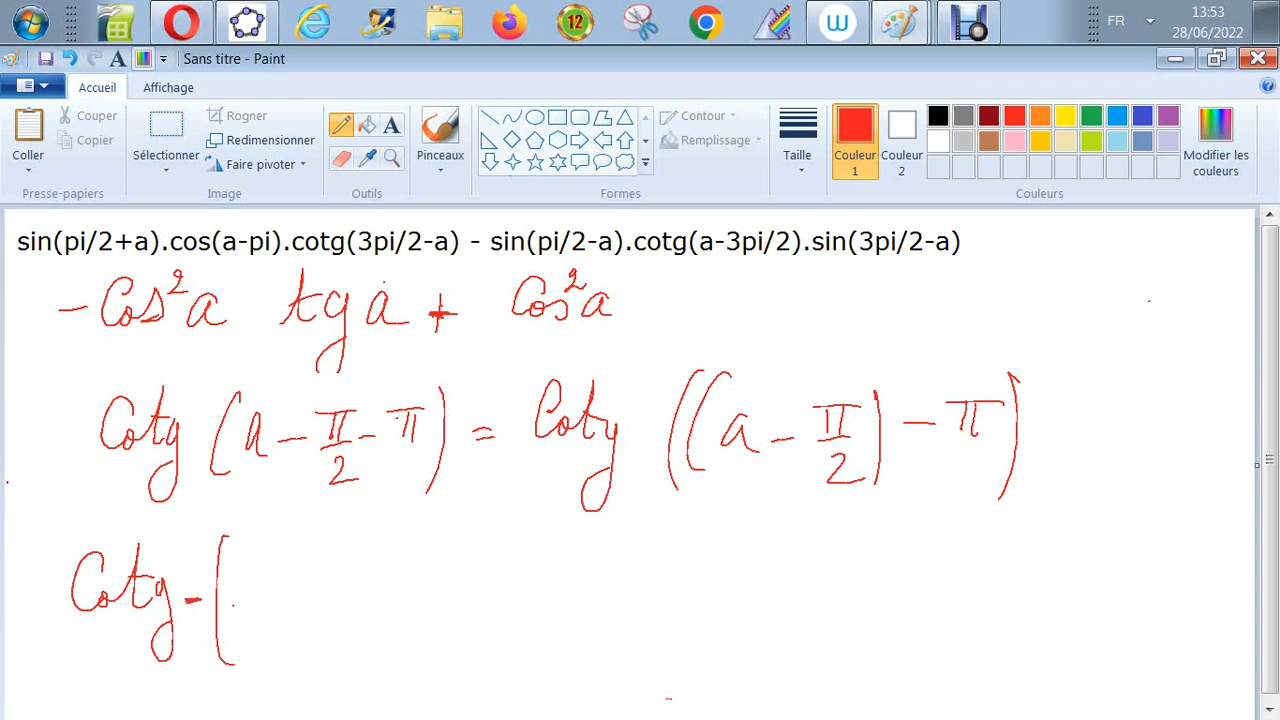 12
FR
13:53
28/06/2022
Sans titre - Paint
Accueil
Affichage
Coller
Couper
Copier
Presse-papiers
Sélectionner
Rogner
Redimensionner
Faire pivoter
Image
A
Outils
Pinceaux
Contour
Remplissage
Formes
Taille
Couleur 1
Couleur 2
Modifier les couleurs
Couleurs
sin(pi/2+a).cos(a-pi).cotg(3pi/2-a) - sin(pi/2-a).cotg(a-3pi/2).sin(3pi/2-a)
- Cos²a tg a + Cos²a
Cotg (a - π/2 - π) = Cotg ((a - π/2) - π)
Cotg - (